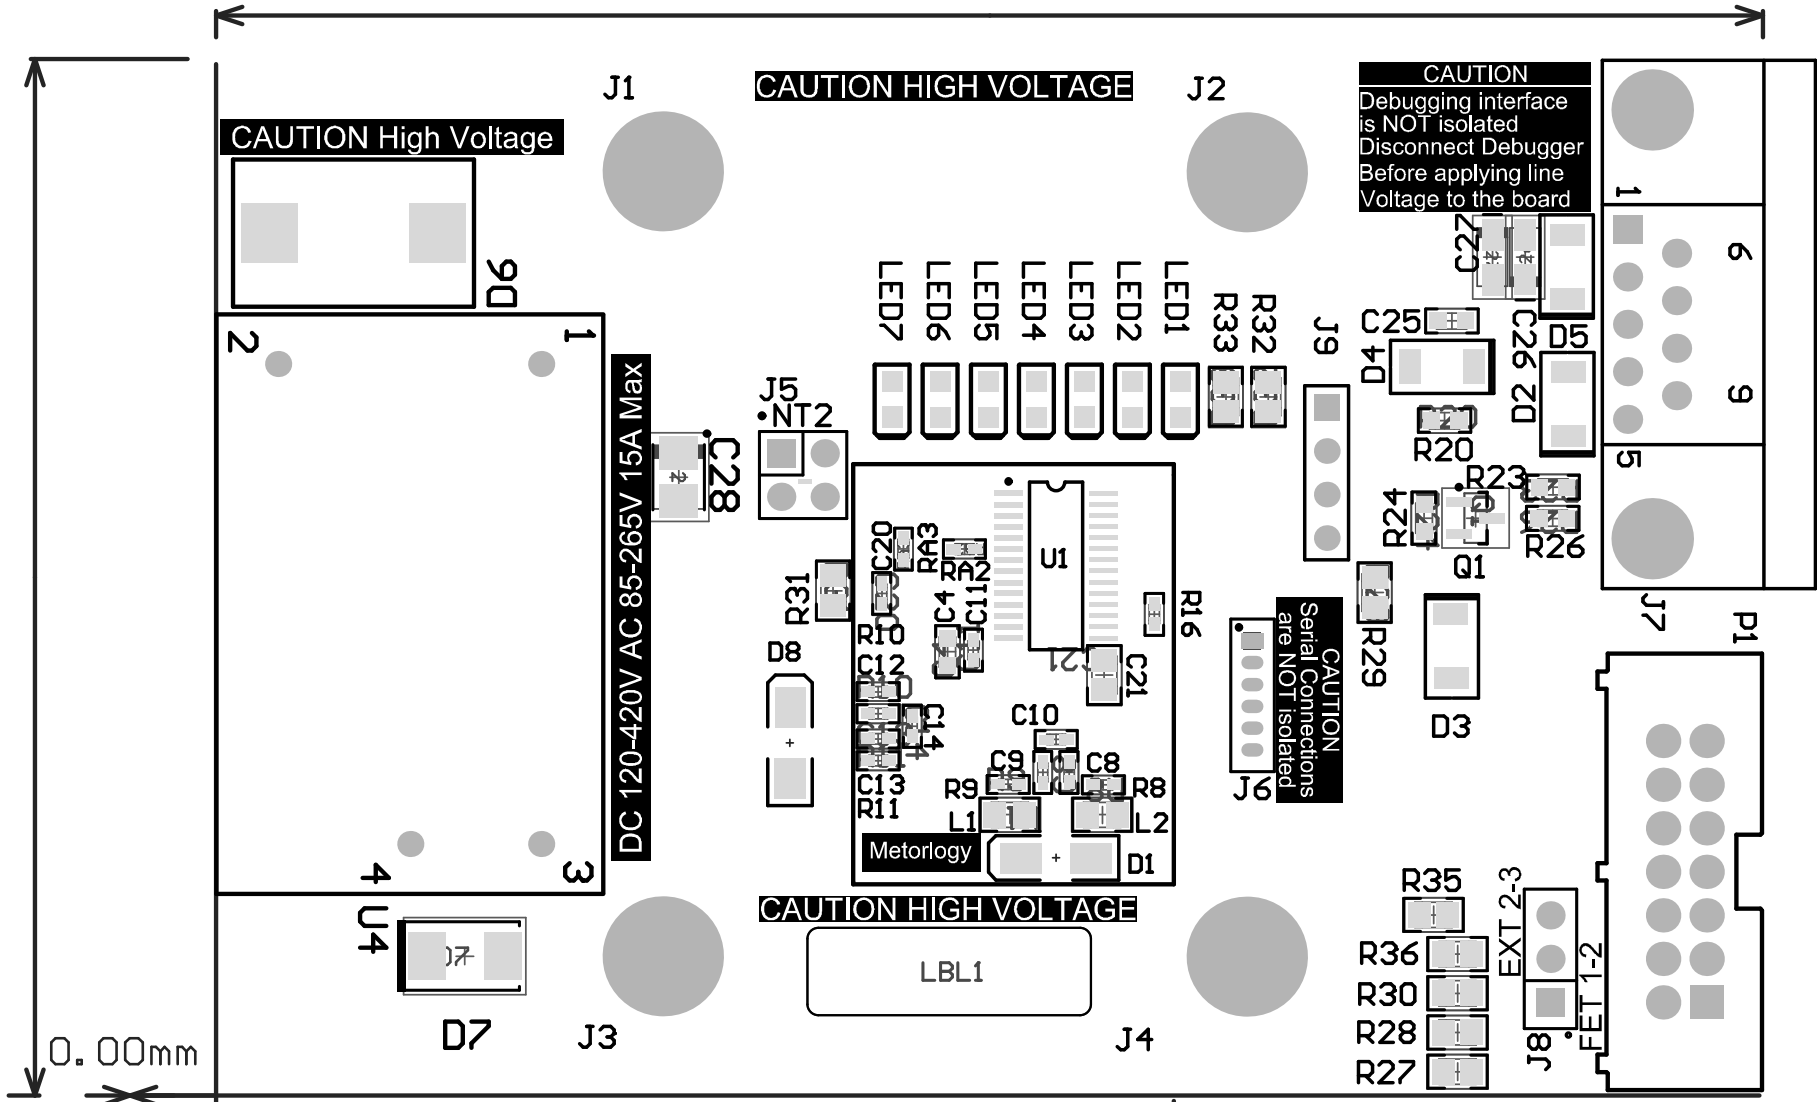 J1
CAUTION HIGH VOLTAGE
J2
CAUTION
Debugging interface
is NOT isolated
Disconnect Debugger
Before applying line
Voltage to the board
CAUTION High Voltage
D6
1
6
9
5
J7
C27
C26
D5
C25
D4
D2
R20
R23
R24
R26
Q1
LED7
LED6
LED5
LED4
LED3
LED2
LED1
R33
R32
J9
2
1
4
3
U4
DC 120-420V AC 85-265V 15A Max
C28
J5
NT2
R31
D8
C20
RA3
RA2
U1
C4
C11
R16
R10
C12
C14
C13
R11
C21
C10
C9
C8
R9
R8
L1
L2
Metorlogy
D1
CAUTION
Serial Connections
are NOT isolated
J6
R29
D3
P1
CAUTION HIGH VOLTAGE
LBL1
D7
J3
J4
R35
R36
R30
R28
R27
EXT 2-3
FET 1-2
J8
0.00mm